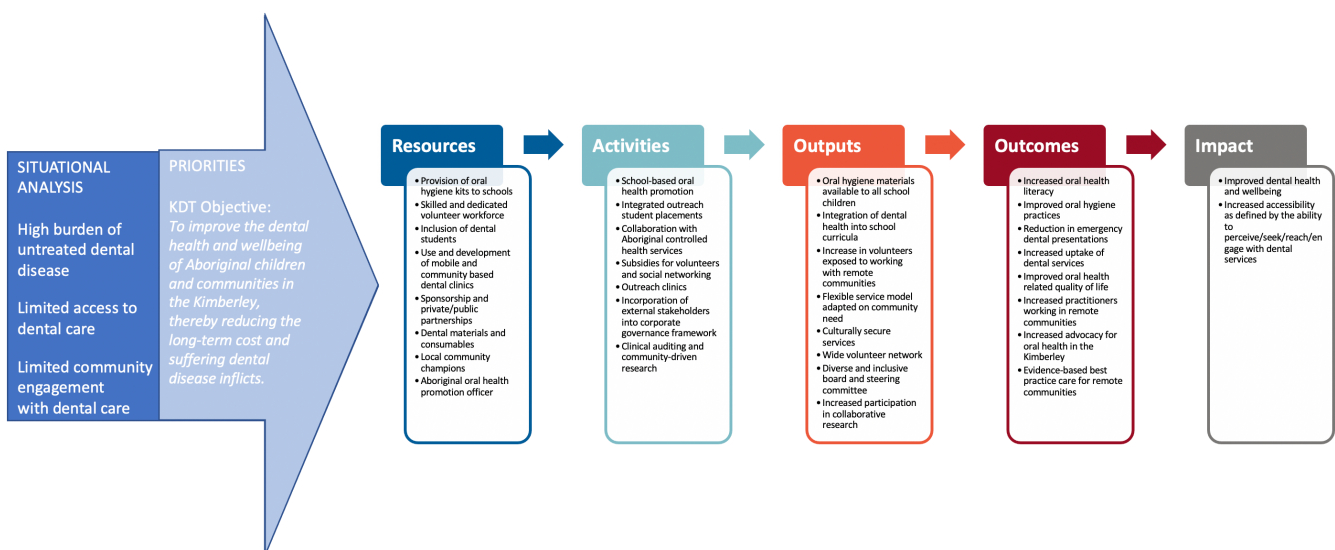 SITUATIONAL
ANALYSIS
High burden of
untreated dental
disease
Limited access to
dental care
Limited community
engagement
with dental care
PRIORITIES
KDT Objective:
To improve the dental
health and wellbeing
of Aboriginal children
and communities in
the Kimberley,
thereby reducing the
long-term cost and
suffering dental
disease inflicts.
Resources
• Provision of oral
hygiene kits to schools
• Skilled and dedicated
volunteer workforce
• Inclusion of dental
students
• Use and development
of mobile and
community based
dental clinics
• Sponsorship and
private/public
partnerships
• Dental materials and
consumables
• Local community
champions
• Aboriginal oral health
promotion officer
Activities
• School-based oral
health promotion
• Integrated outreach
student placements
• Collaboration with
Aboriginal controlled
health services
• Subsidies for volunteers
and social networking
• Outreach clinics
• Incorporation of
external stakeholders
into corporate
governance framework
• Clinical auditing and
community-driven
research
Outputs
• Oral hygiene materials
available to all school
children
• Integration of dental
health into school
curricula
• Increase in volunteers
exposed to working
with remote
communities
• Flexible service model
adapted on community
need
• Culturally secure
services
• Wide volunteer network
• Diverse and inclusive
board and steering
committee
• Increased participation
in collaborative
research
Outcomes
• Increased oral health
literacy
• Improved oral hygiene
practices
• Reduction in emergency
dental presentations
• Increased uptake of
dental services
• Improved oral health
related quality of life
• Increased practitioners
working in remote
communities
• Increased advocacy for
oral health in the
Kimberley
• Evidence-based best
practice care for remote
communities
Impact
• Improved dental health
and wellbeing
• Increased accessibility
as defined by the ability
to
perceive/seek/reach/en
gage with dental
services